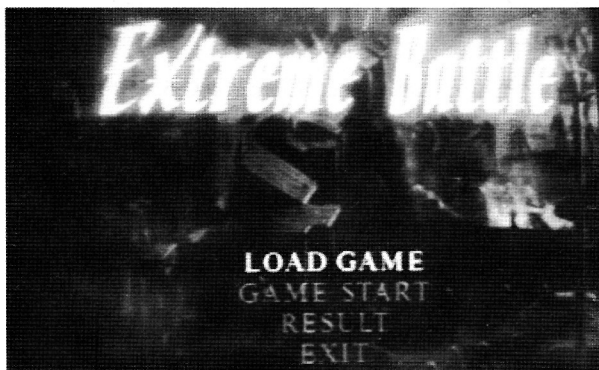 Extreme Battle
LOAD GAME
GAME START
RESULT
EXIT